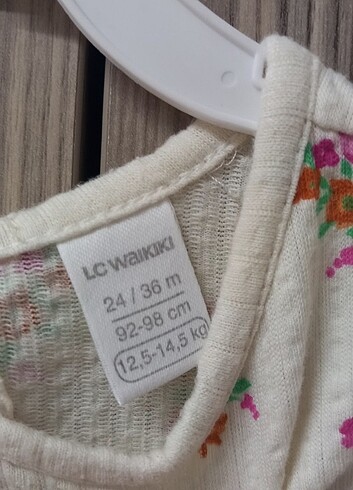 LC WAIKIKI
24 / 36 m
92-98 cm
12,5-14,5 kg